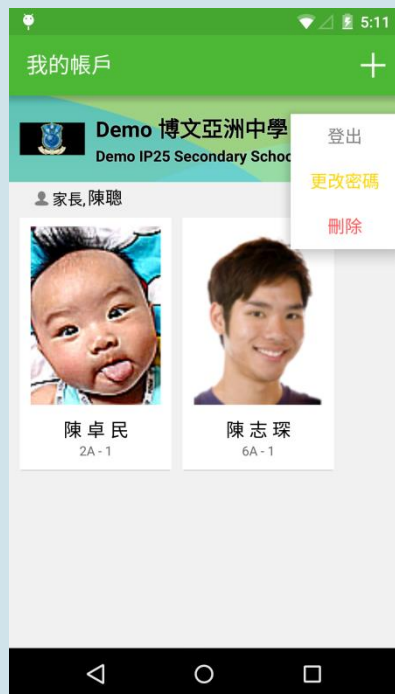 5:11
我的帳戶
Demo 博文亞洲中學
Demo IP25 Secondary Schoo
登出
更改密碼
刪除
家長,陳聰
陳卓民
2A - 1
陳志琛
6A - 1